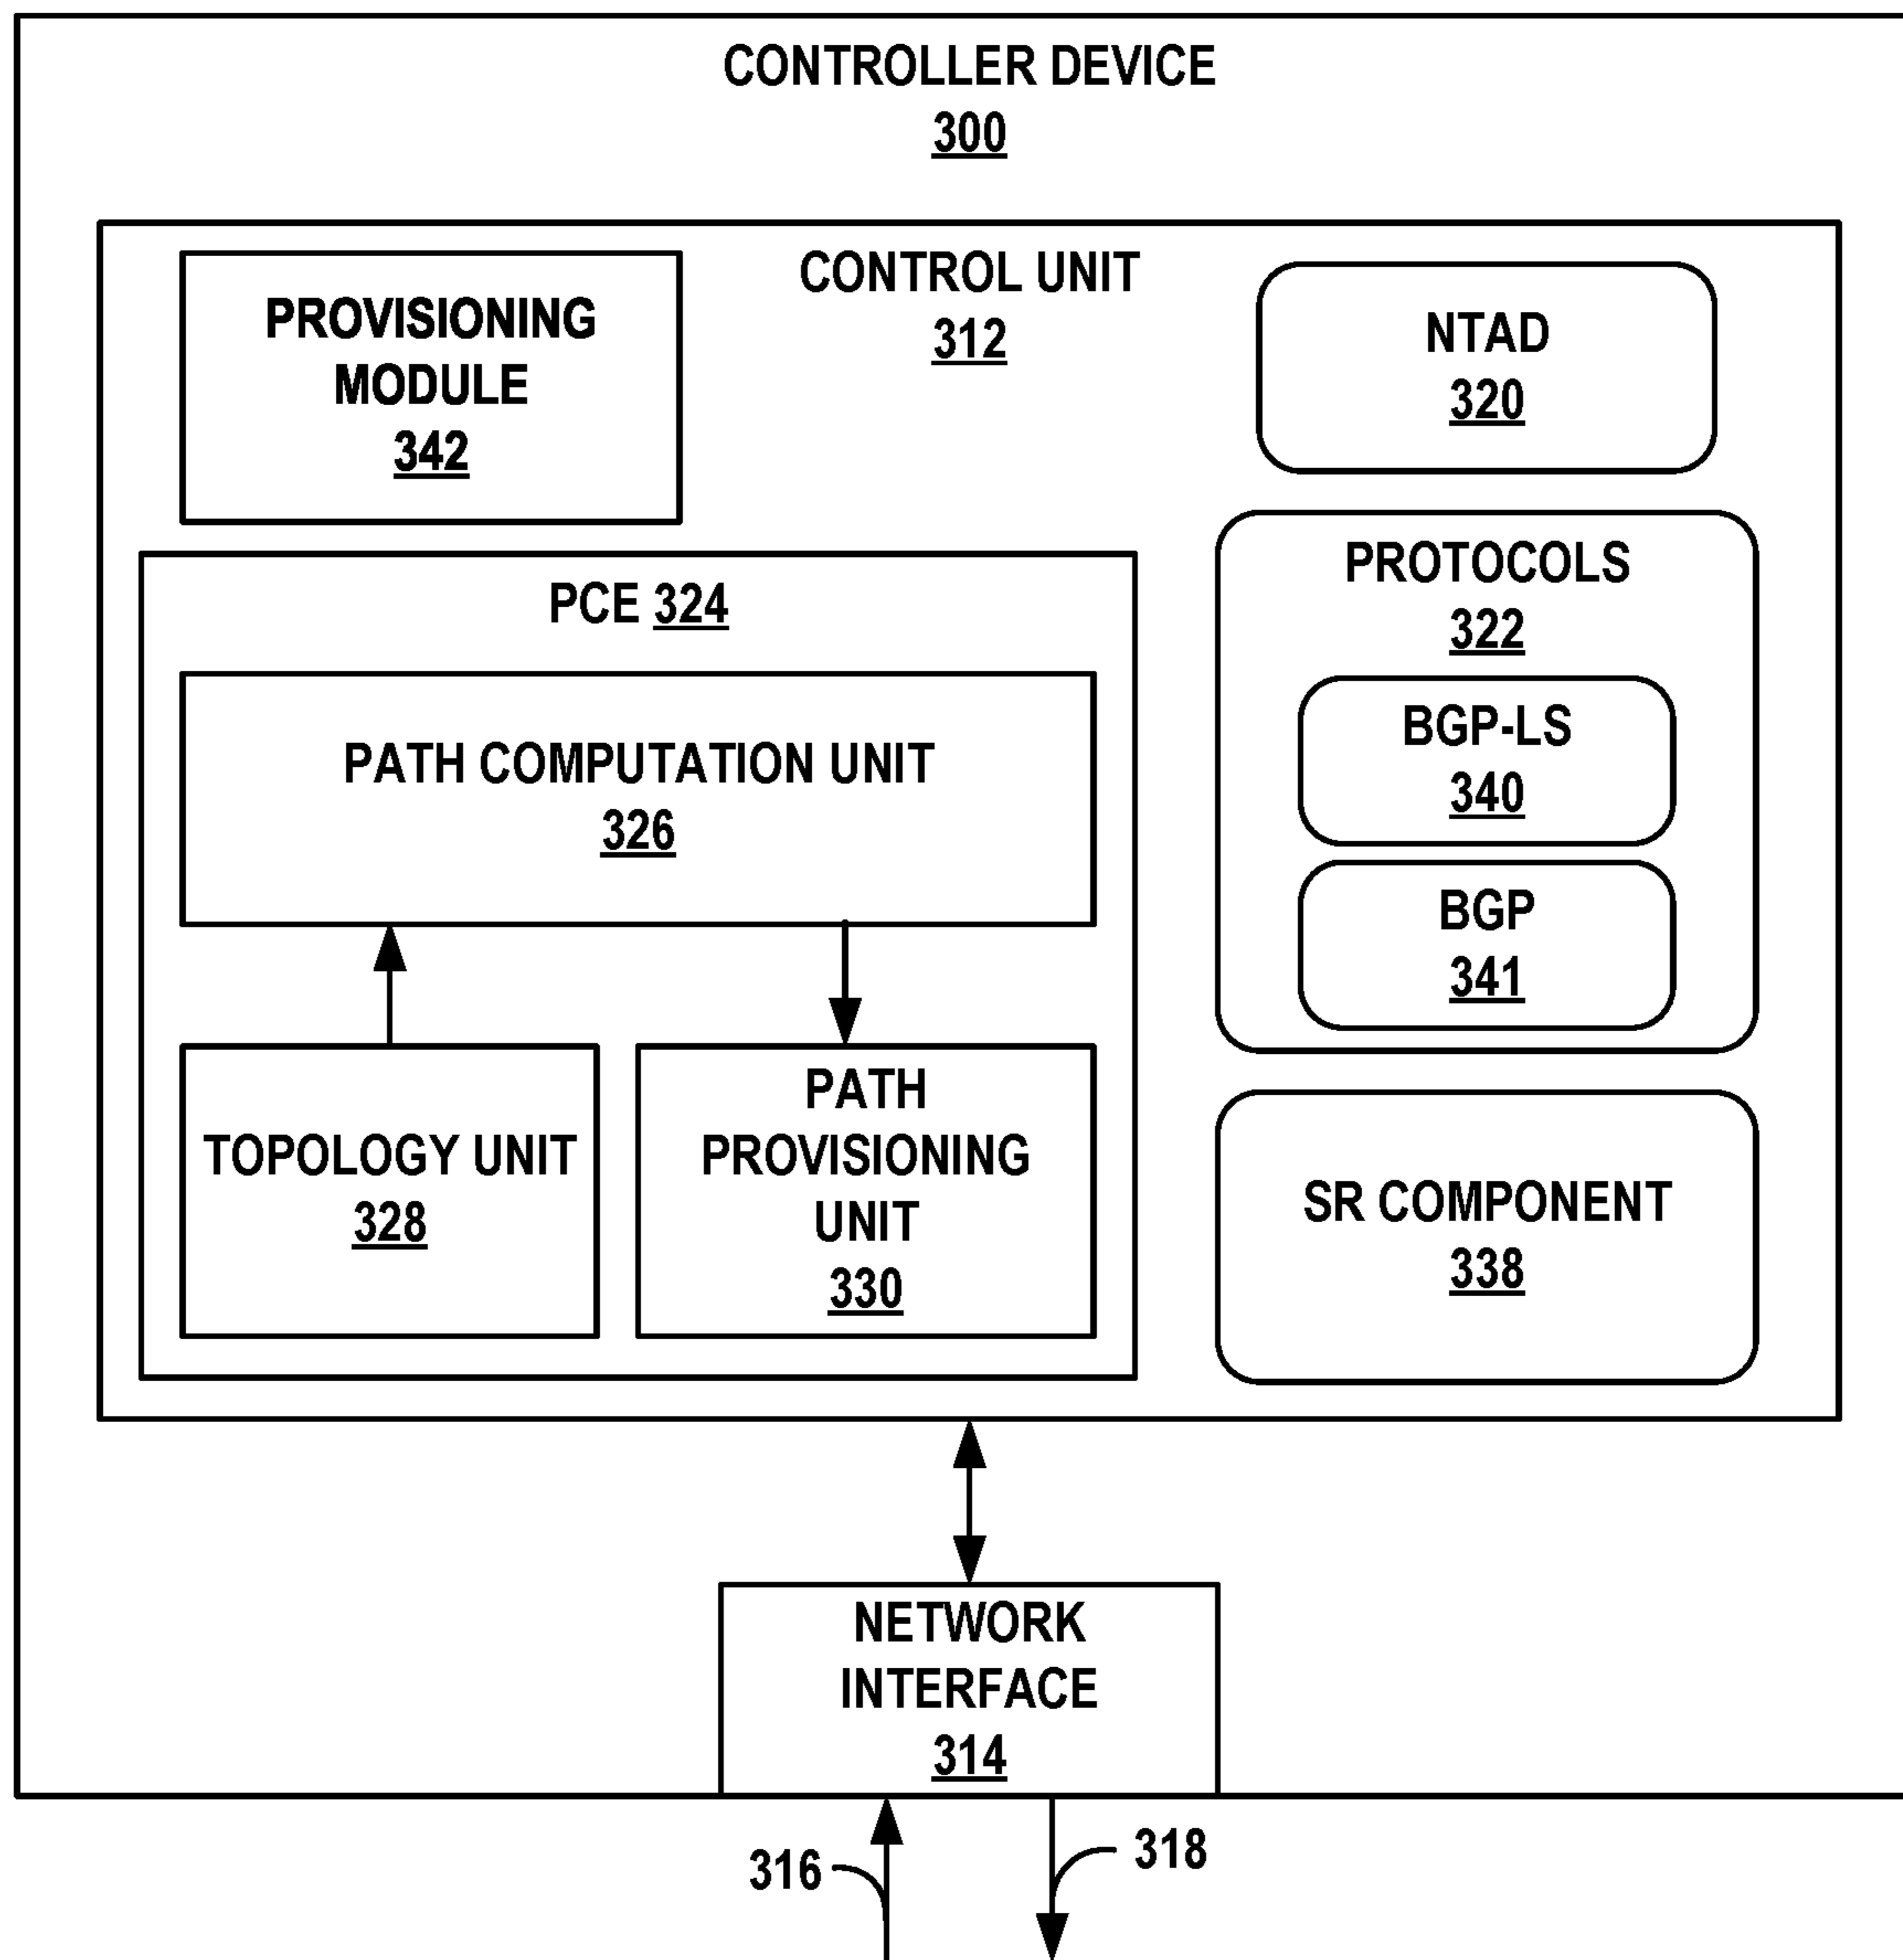 CONTROLLER DEVICE
300
CONTROL UNIT
312
PROVISIONING
MODULE
342
NTAD
320
PCE 324
PATH COMPUTATION UNIT
326
TOPOLOGY UNIT
328
PATH
PROVISIONING
UNIT
330
PROTOCOLS
322
BGP-LS
340
BGP
341
SR COMPONENT
338
NETWORK
INTERFACE
314
316
318